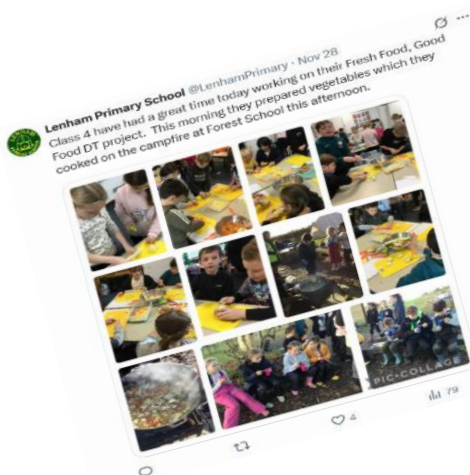 Lenham Primary School @LenhamPrimary · Nov 28
Class 4 have had a great time today working on their Fresh Food, Good
Food DT project. This morning they prepared vegetables which they
cooked on the campfire at Forest School this afternoon.
PIC•COLLAGE
4
79